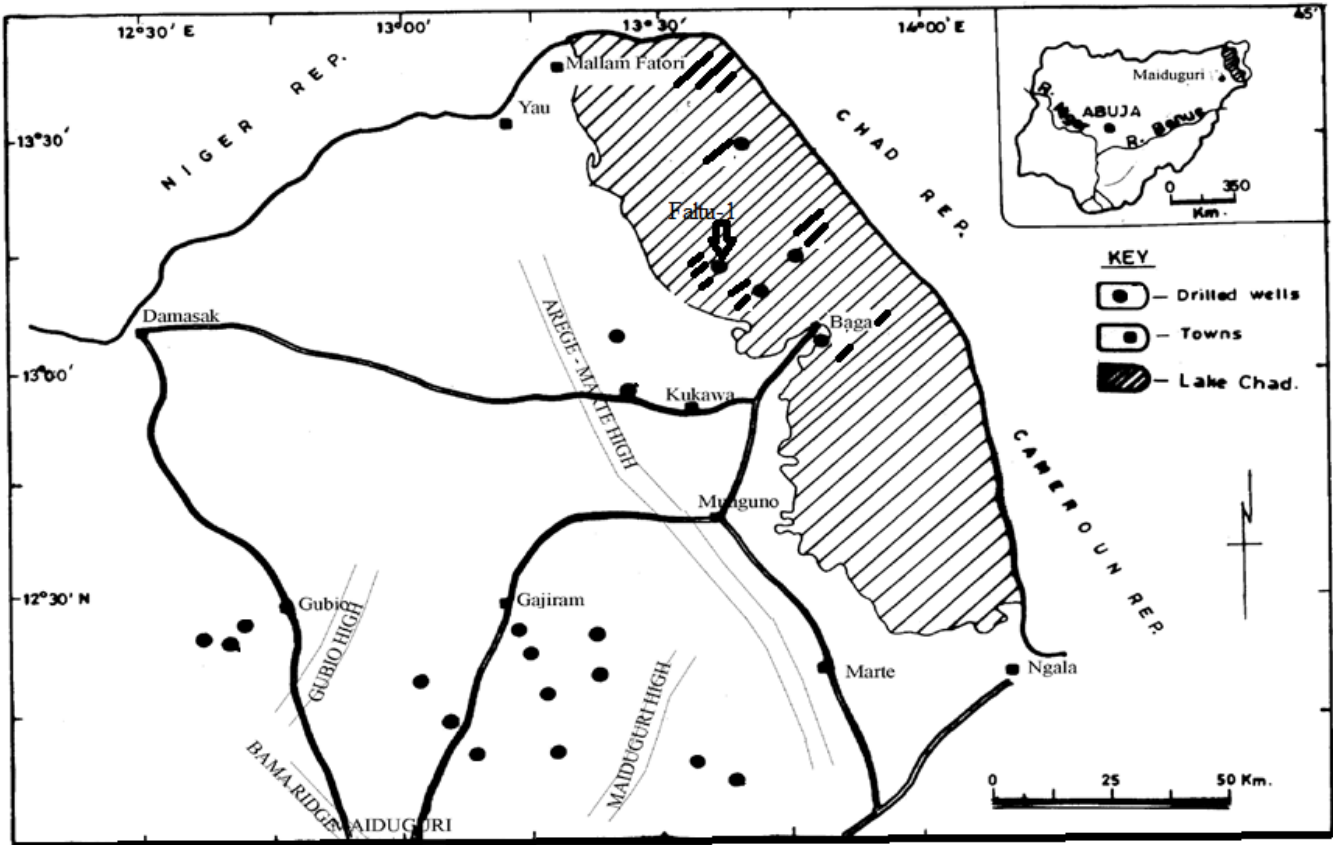 12°30' E
13°00'
13°30'
14°00'E
45'
NIGER REP.
Mallam Fatori
Yau
CHAD REP.
13°30'
Maiduguri
R. Niger
ABUJA
R. Benue
0 350
Km.
Faltu-1
KEY
Drilled wells
Towns
Lake Chad.
Damasak
AREGE - MAATE HIGH
Baga
13°00'
Kukawa
CAMEROUN REP.
Munguno
12°30' N
Gubio
Gajiram
GUBIO HIGH
MAIDUGURI HIGH
Marte
Ngala
BAMA RIDGE
MAIDUGURI
0 25 50 Km.